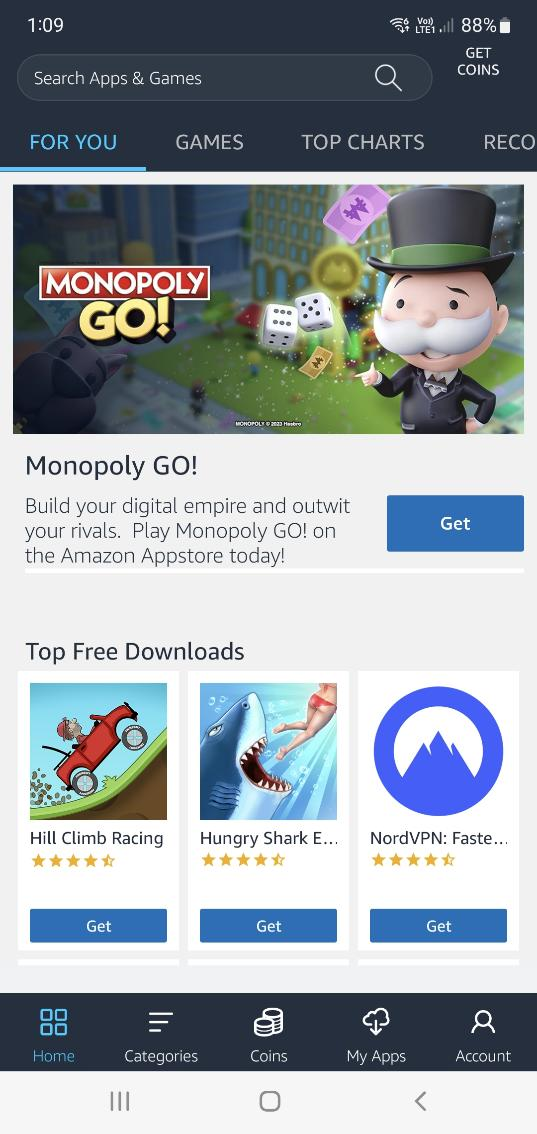 1:09
Vo))
LTE1
88%
Search Apps & Games
GET
COINS
FOR YOU
GAMES
TOP CHARTS
RECO
MONOPOLY
GO!
MONOPOLY © 2023 Hasbro
Monopoly GO!
Build your digital empire and outwit
your rivals. Play Monopoly GO! on
the Amazon Appstore today!
Get
Top Free Downloads
Hill Climb Racing
Hungry Shark E...
NordVPN: Faste...
Get
Get
Get
Home
Categories
Coins
My Apps
Account